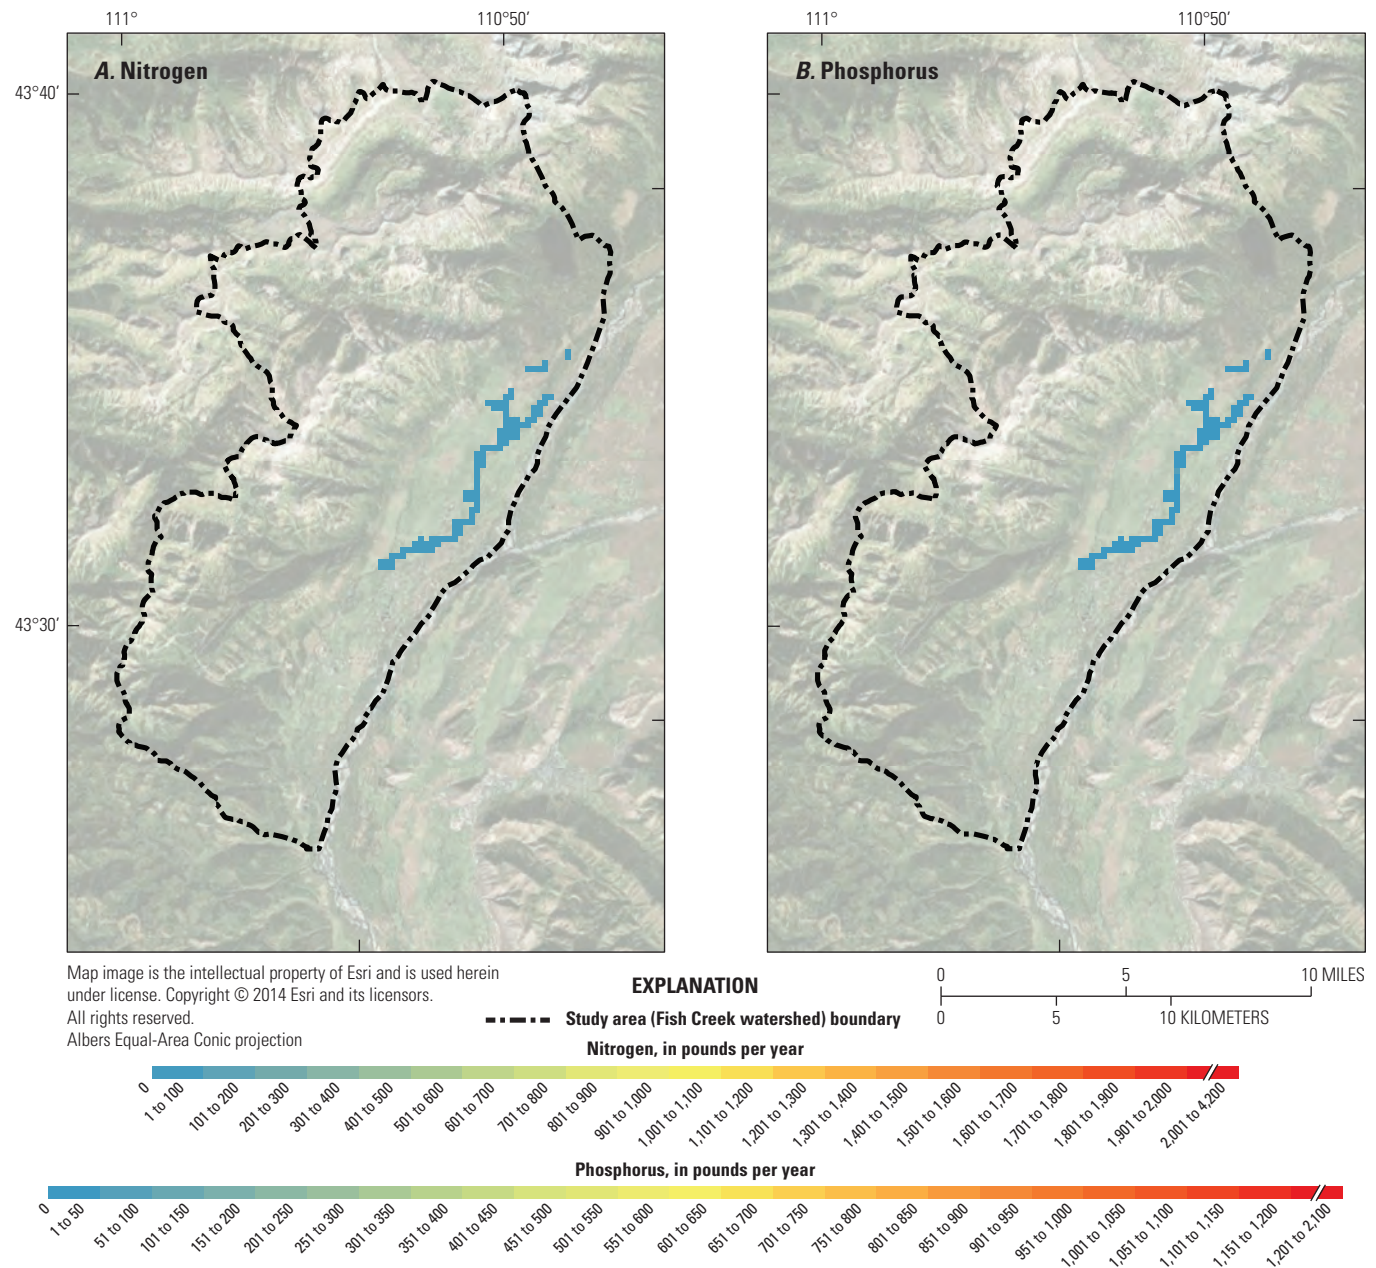 111°
110°50′
111°
110°50′
A. Nitrogen
B. Phosphorus
43°40′
43°30′
Map image is the intellectual property of Esri and is used herein
under license. Copyright © 2014 Esri and its licensors.
All rights reserved.
Albers Equal-Area Conic projection
EXPLANATION
Study area (Fish Creek watershed) boundary
0 5 10 MILES
0 5 10 KILOMETERS
Nitrogen, in pounds per year
0
1 to 100
101 to 200
201 to 300
301 to 400
401 to 500
501 to 600
601 to 700
701 to 800
801 to 900
901 to 1,000
1,001 to 1,100
1,101 to 1,200
1,201 to 1,300
1,301 to 1,400
1,401 to 1,500
1,501 to 1,600
1,601 to 1,700
1,701 to 1,800
1,801 to 1,900
1,901 to 2,000
2,001 to 4,200
Phosphorus, in pounds per year
0
1 to 50
51 to 100
101 to 150
151 to 200
201 to 250
251 to 300
301 to 350
351 to 400
401 to 450
451 to 500
501 to 550
551 to 600
601 to 650
651 to 700
701 to 750
751 to 800
801 to 850
851 to 900
901 to 950
951 to 1,000
1,001 to 1,050
1,051 to 1,100
1,101 to 1,150
1,151 to 1,200
1,201 to 2,100